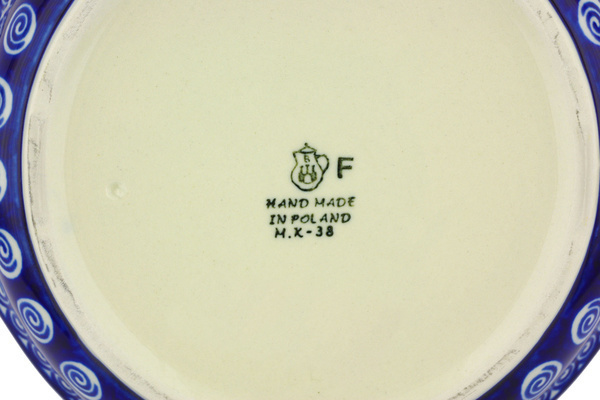 F
HAND MADE
IN POLAND
M.K-38